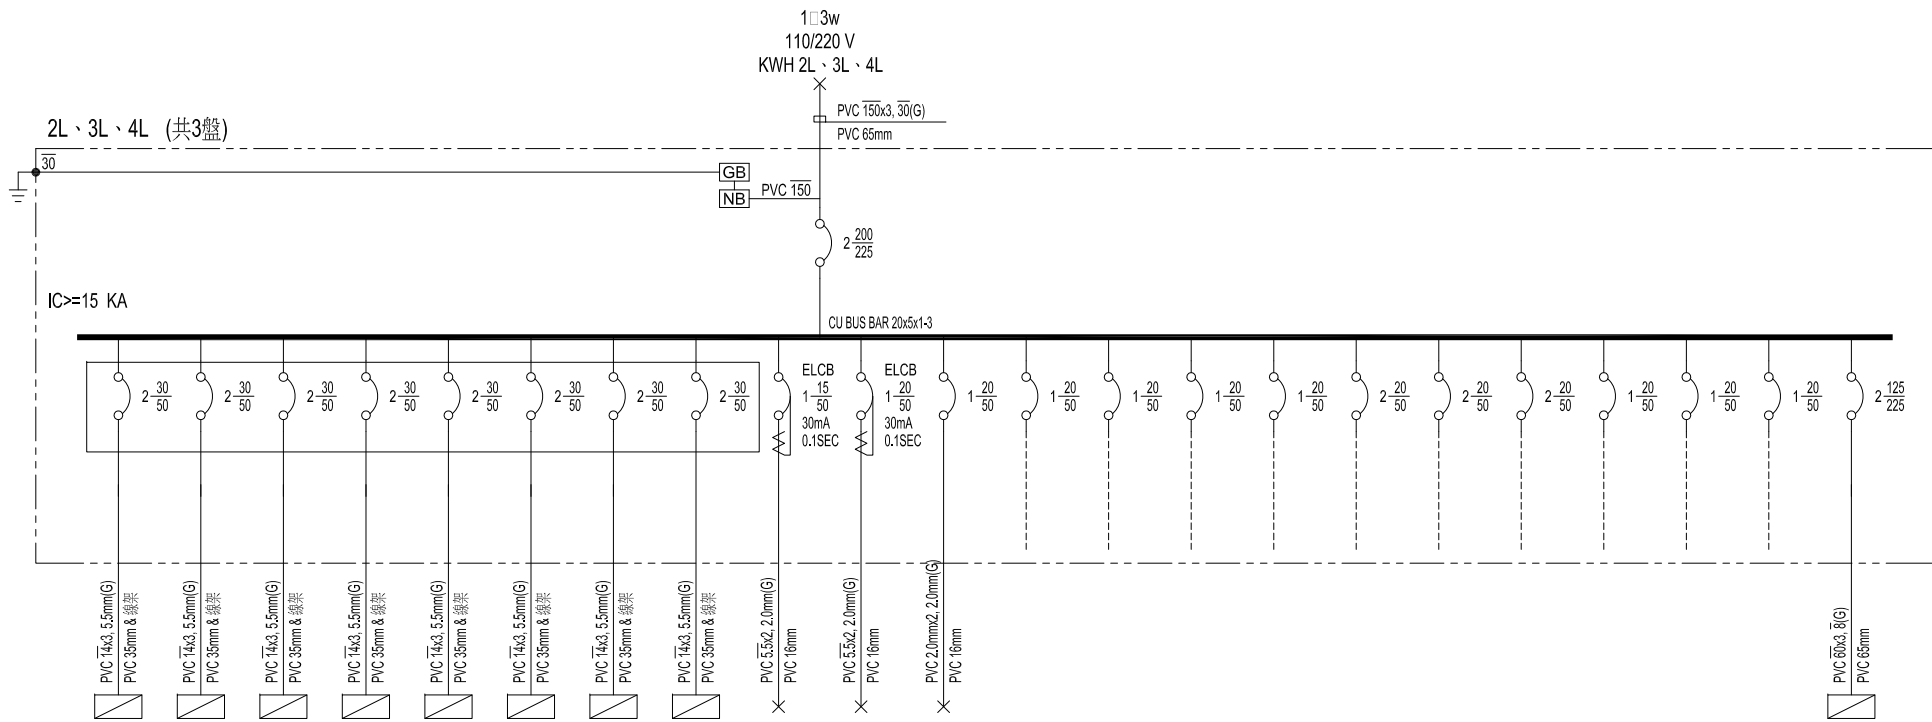 1□3w
110/220 V
KWH 2L、3L、4L
PVC 150x3, 30(G)
PVC 65mm
2L、3L、4L (共3盤)
30
GB
NB
PVC 150
2 200/225
IC>=15 KA
CU BUS BAR 20x5x1-3
2 30/50
2 30/50
2 30/50
2 30/50
2 30/50
2 30/50
2 30/50
2 30/50
ELCB
1 15/50
30mA
0.1SEC
ELCB
1 20/50
30mA
0.1SEC
1 20/50
1 20/50
1 20/50
1 20/50
1 20/50
2 20/50
2 20/50
2 20/50
1 20/50
1 20/50
1 20/50
2 125/225
PVC 14x3, 5.5mm(G)
PVC 35mm & 線架
PVC 14x3, 5.5mm(G)
PVC 35mm & 線架
PVC 14x3, 5.5mm(G)
PVC 35mm & 線架
PVC 14x3, 5.5mm(G)
PVC 35mm & 線架
PVC 14x3, 5.5mm(G)
PVC 35mm & 線架
PVC 14x3, 5.5mm(G)
PVC 35mm & 線架
PVC 14x3, 5.5mm(G)
PVC 35mm & 線架
PVC 14x3, 5.5mm(G)
PVC 35mm & 線架
PVC 5.5x2, 2.0mm(G)
PVC 16mm
PVC 5.5x2, 2.0mm(G)
PVC 16mm
PVC 2.0mmx2, 2.0mm(G)
PVC 16mm
PVC 60x3, 8(G)
PVC 65mm